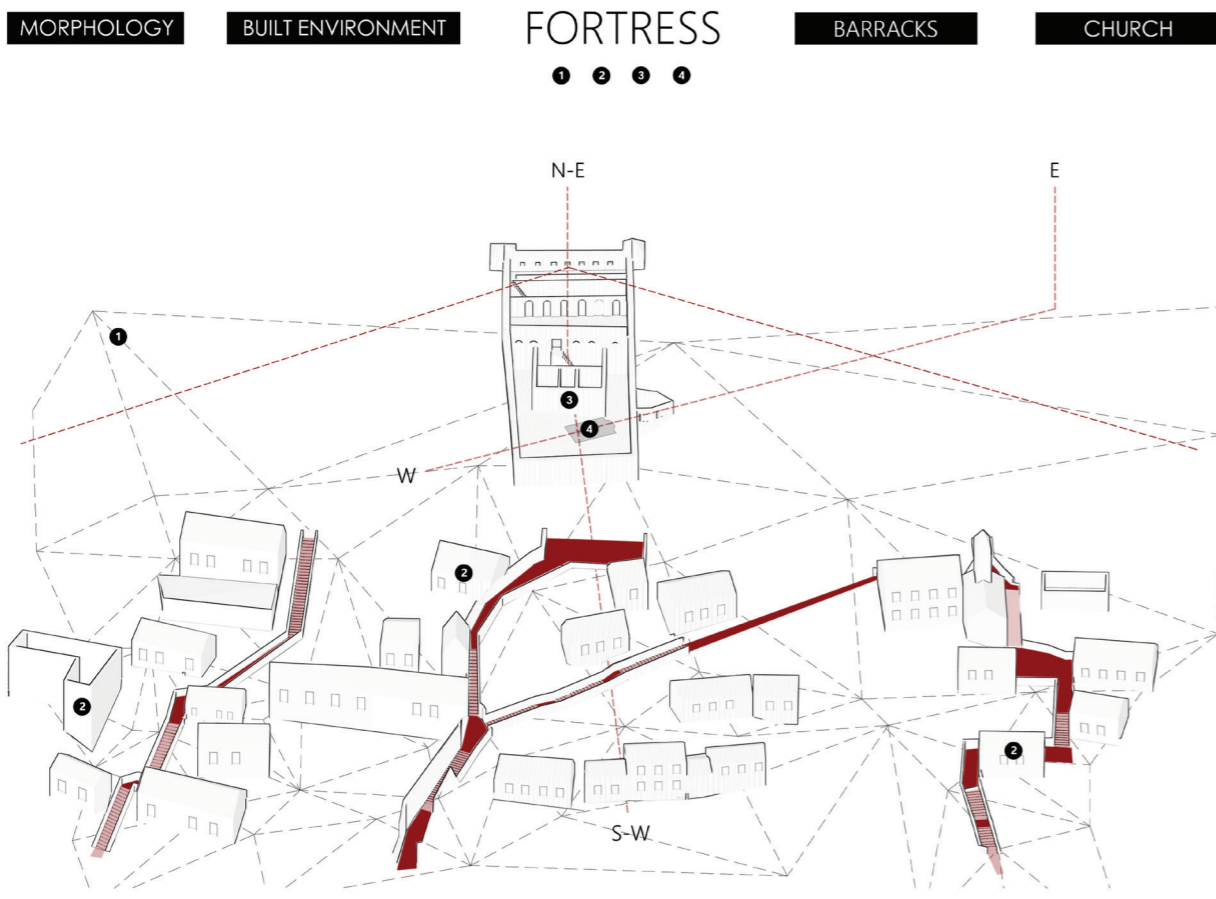 MORPHOLOGY
BUILT ENVIRONMENT
FORTRESS
BARRACKS
CHURCH
1 2 3 4
N-E
E
1
3
4
W
2
2
2
S-W